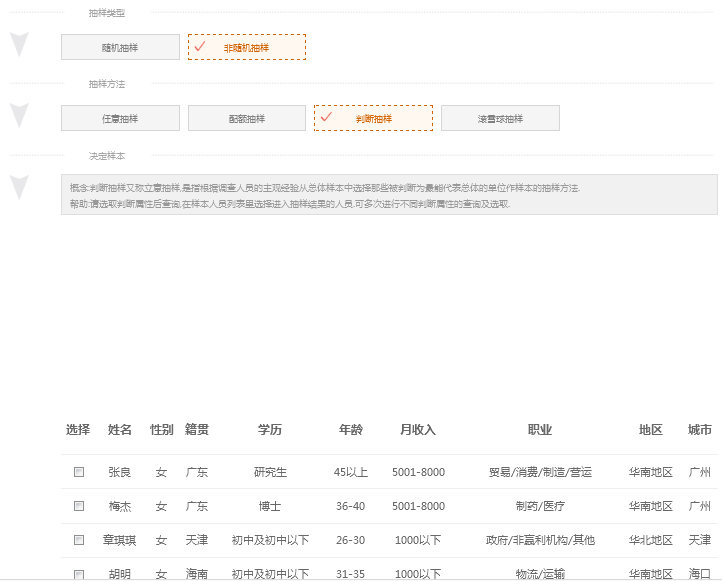 抽样类型
随机抽样 非随机抽样
抽样方法
任意抽样 配额抽样 判断抽样 滚雪球抽样
决定样本
概念:判断抽样又称立意抽样,是指根据调查人员的主观经验从总体样本中选择那些被判断为最能代表总体的单位作样本的抽样方法.
帮助:请选取判断属性后查询,在样本人员列表里选择进入抽样结果的人员,可多次进行不同判断属性的查询及选取.
选择 姓名 性别 籍贯 学历 年龄 月收入 职业 地区 城市
张良 女 广东 研究生 45以上 5001-8000 贸易/消费/制造/营运 华南地区 广州
梅杰 女 广东 博士 36-40 5001-8000 制药/医疗 华南地区 广州
章琪琪 女 天津 初中及初中以下 26-30 1000以下 政府/非赢利机构/其他 华北地区 天津
胡明 女 海南 初中及初中以下 31-35 1000以下 物流/运输 华南地区 海口